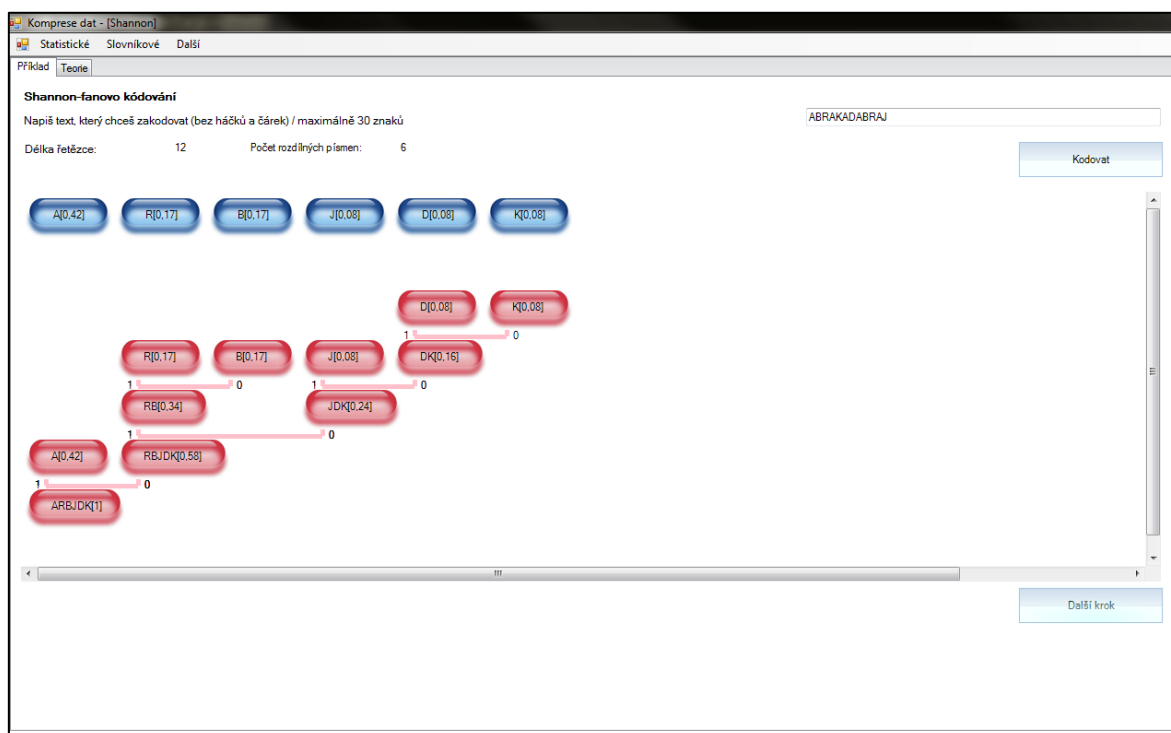 Komprese dat - [Shannon]
Statistické Slovníkové Další
Příklad Teorie
Shannon-fanovo kódování
Napiš text, který chceš zakodovat (bez háčků a čárek) / maximálně 30 znaků ABRAKADABRAJ
Délka řetězce: 12 Počet rozdílných písmen: 6
Kodovat
A[0,42] R[0,17] B[0,17] J[0,08] D[0,08] K[0,08]
D[0,08] K[0,08]
1 0
R[0,17] B[0,17] J[0,08] DK[0,16]
1 0 1 0
RB[0,34] JDK[0,24]
1 0
A[0,42] RBJDK[0,58]
1 0
ARBJDK[1]
Další krok